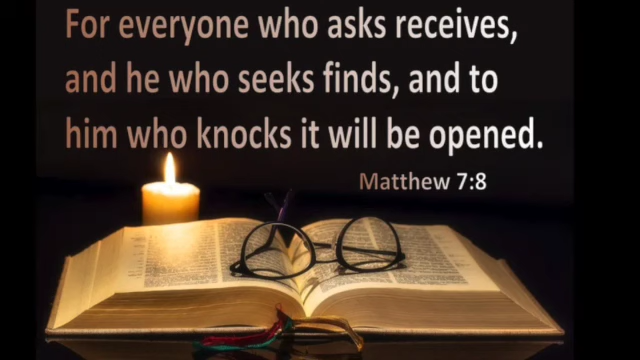 For everyone who asks receives,
and he who seeks finds, and to
him who knocks it will be opened.
Matthew 7:8